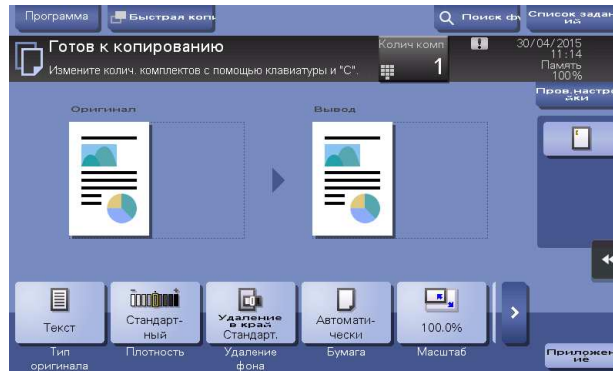 Программа
Быстрая копи
Поиск фу
Список задан
ий
Готов к копированию
Измените колич. комплектов с помощью клавиатуры и "С".
Колич комп
1
30/04/2015
11:14
Память
100%
Пров.настро
йки
Оригинал
Вывод
Текст
Стандарт-
ный
Удаление
в край
Стандарт.
Автомати-
чески
100.0%
Тип
оригинала
Плотность
Удаление
фона
Бумага
Масштаб
Приложен
ие